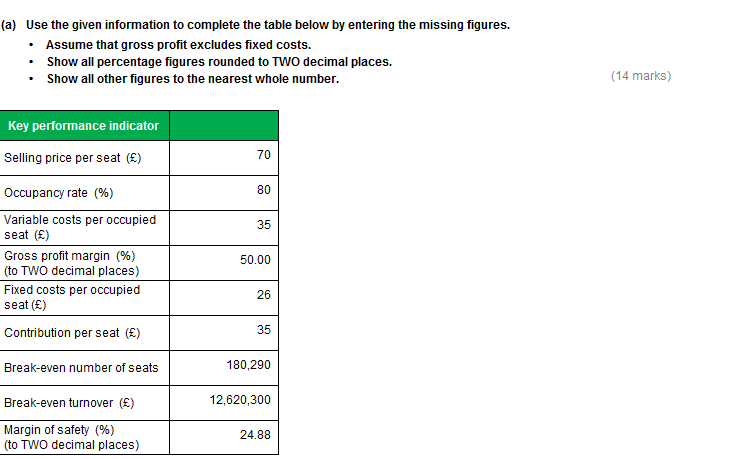 (a) Use the given information to complete the table below by entering the missing figures.
• Assume that gross profit excludes fixed costs.
• Show all percentage figures rounded to TWO decimal places.
• Show all other figures to the nearest whole number.
(14 marks)
Key performance indicator
Selling price per seat (£) 70
Occupancy rate (%) 80
Variable costs per occupied
seat (£) 35
Gross profit margin (%)
(to TWO decimal places) 50.00
Fixed costs per occupied
seat (£) 26
Contribution per seat (£) 35
Break-even number of seats 180,290
Break-even turnover (£) 12,620,300
Margin of safety (%)
(to TWO decimal places) 24.88